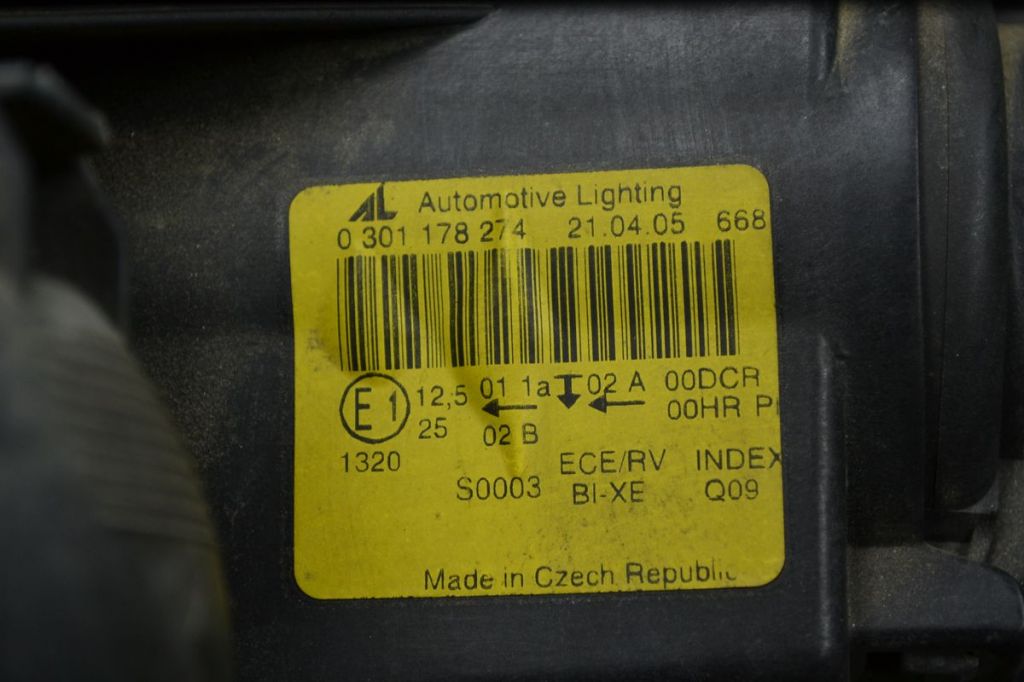 AL Automotive Lighting
0 301 178 274 21.04.05 668
E1 12,5 01 1a 02 A 00DCR
25 02 B 00HR
1320 ECE/RV INDEX
S0003 BI-XE Q09
Made in Czech Republic